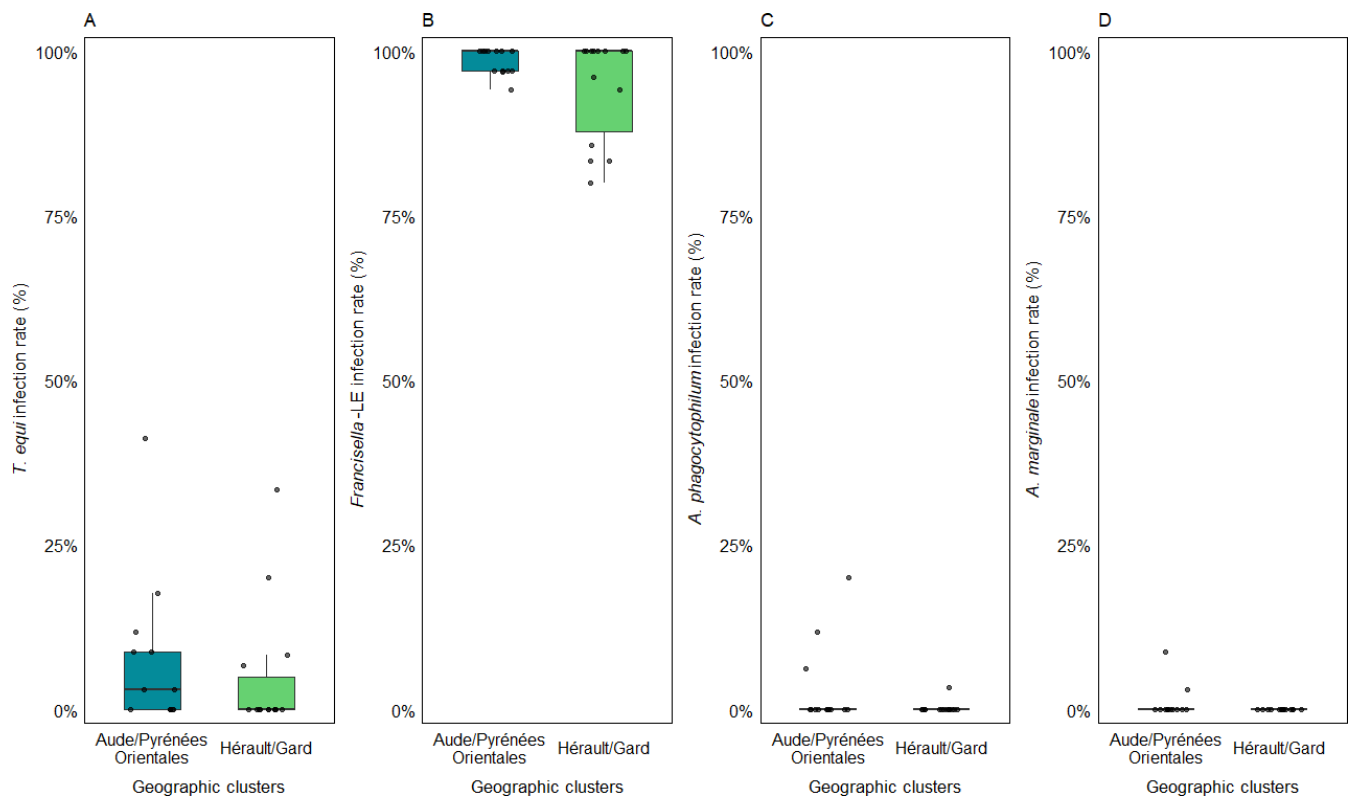 A
T. equi infection rate (%)
100%
75%
50%
25%
0%
Aude/Pyrénées
Orientales
Hérault/Gard
Geographic clusters
B
Francisella -LE infection rate (%)
100%
75%
50%
25%
0%
Aude/Pyrénées
Orientales
Hérault/Gard
Geographic clusters
C
A. phagocytophilum infection rate (%)
100%
75%
50%
25%
0%
Aude/Pyrénées
Orientales
Hérault/Gard
Geographic clusters
D
A. marginale infection rate (%)
100%
75%
50%
25%
0%
Aude/Pyrénées
Orientales
Hérault/Gard
Geographic clusters